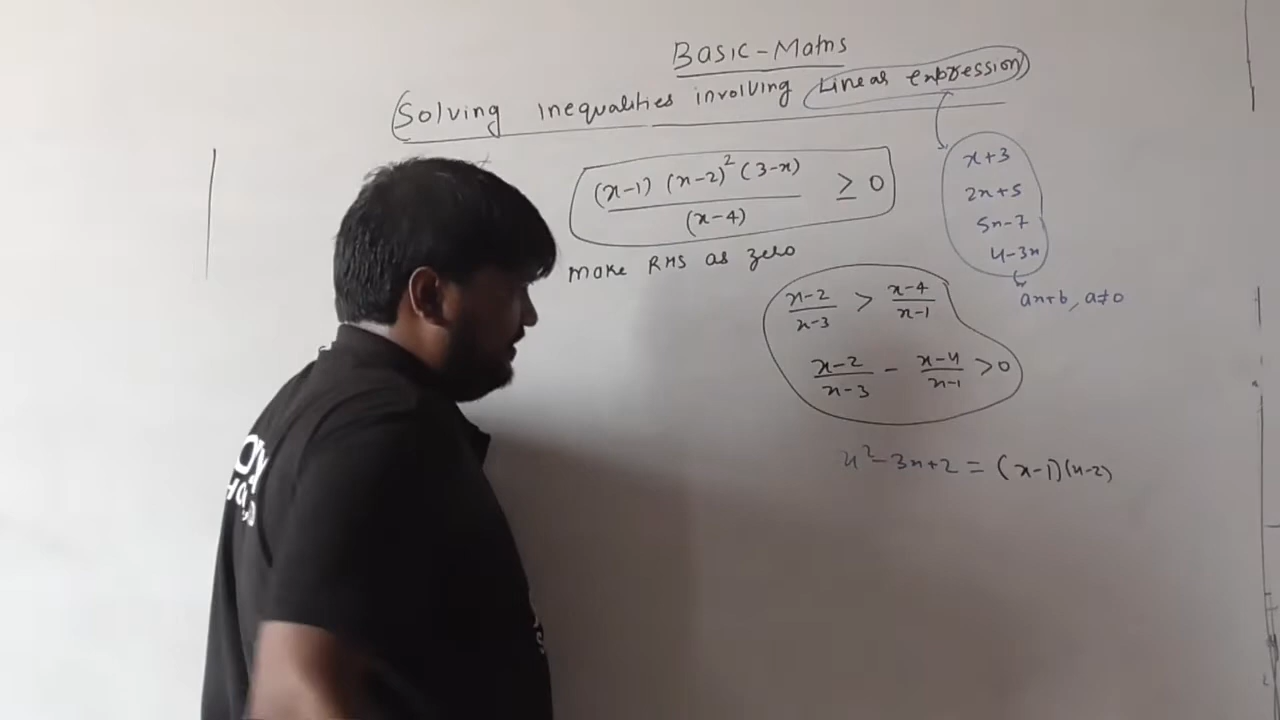 Basic-Maths
Solving inequalities involving Linear expression
(x-1) (x-2)² (3-x)
≥ 0
(x-4)
x+3
2x+5
5x-7
4-3x
ax+b, a≠0
make RHS as zero
x-2 > x-4
x-3 x-1
x-2 - x-4 >0
x-3 x-1
x²-3x+2 = (x-1)(x-2)